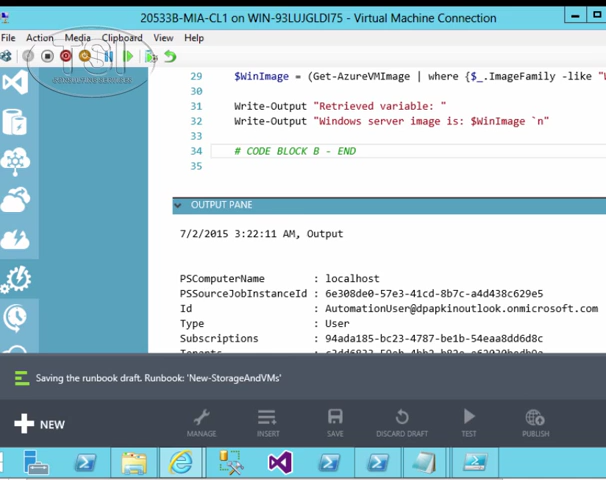 20533B-MIA-CL1 on WIN-93LUJGLDI75 - Virtual Machine Connection
File Action Media Clipboard View Help
TSI
29 $WinImage = (Get-AzureVMImage | where {$_.ImageFamily -like "W
30
31 Write-Output "Retrieved variable: "
32 Write-Output "Windows server image is: $WinImage `n"
33
34 # CODE BLOCK B - END
35
OUTPUT PANE
7/2/2015 3:22:11 AM, Output
PSComputerName : localhost
PSSourceJobInstanceId : 6e308de0-57e3-41cd-8b7c-a4d438c629e5
Id : AutomationUser@dpapkinoutlook.onmicrosoft.com
Type : User
Subscriptions : 94ada185-bc23-4787-be1b-54eaa8dd6d8c
Saving the runbook draft. Runbook: 'New-StorageAndVMs'
NEW
MANAGE INSERT SAVE DISCARD DRAFT TEST PUBLISH